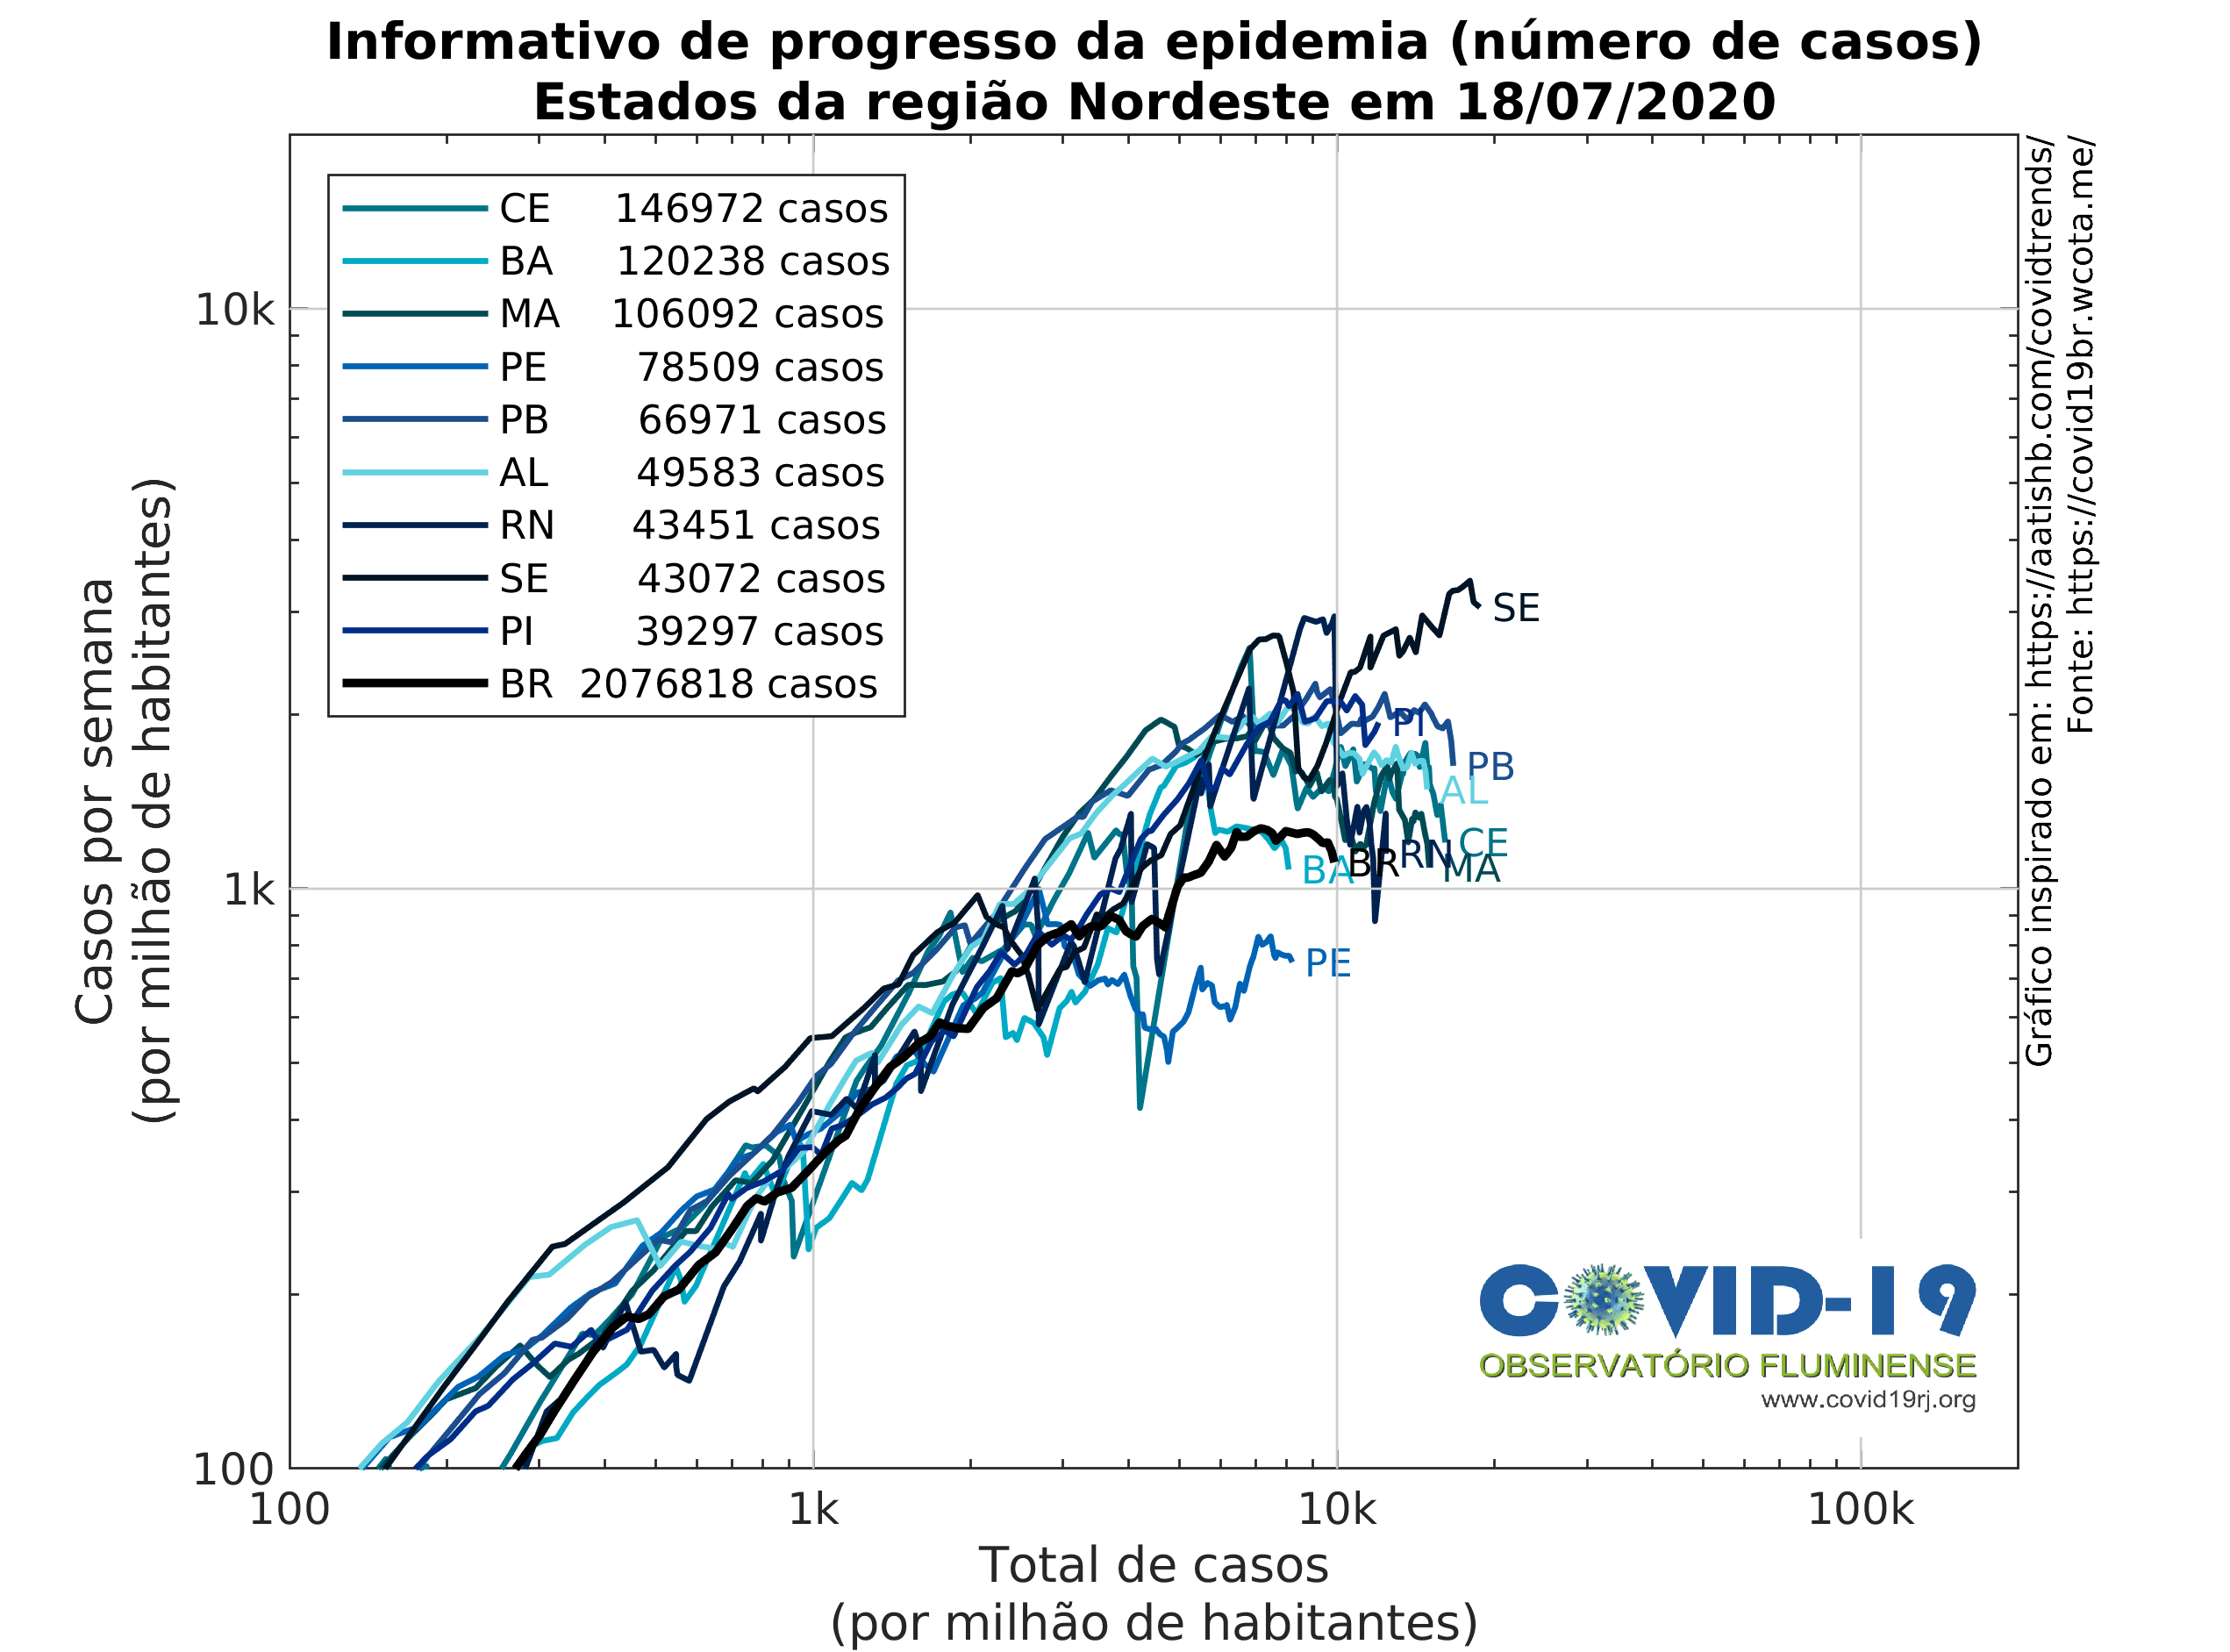 Informativo de progresso da epidemia (número de casos)
Estados da região Nordeste em 18/07/2020
CE 146972 casos
BA 120238 casos
MA 106092 casos
PE 78509 casos
PB 66971 casos
AL 49583 casos
RN 43451 casos
SE 43072 casos
PI 39297 casos
BR 2076818 casos
10k
1k
100
Casos por semana
(por milhão de habitantes)
SE
PI
PB
AL
CE
MA
RN
BR
BA
PE
100
1k
10k
100k
Total de casos
(por milhão de habitantes)
Gráfico inspirado em: https://aatishb.com/covidtrends/
Fonte: https://covid19br.wcota.me/
COVID-19
OBSERVATÓRIO FLUMINENSE
www.covid19rj.org